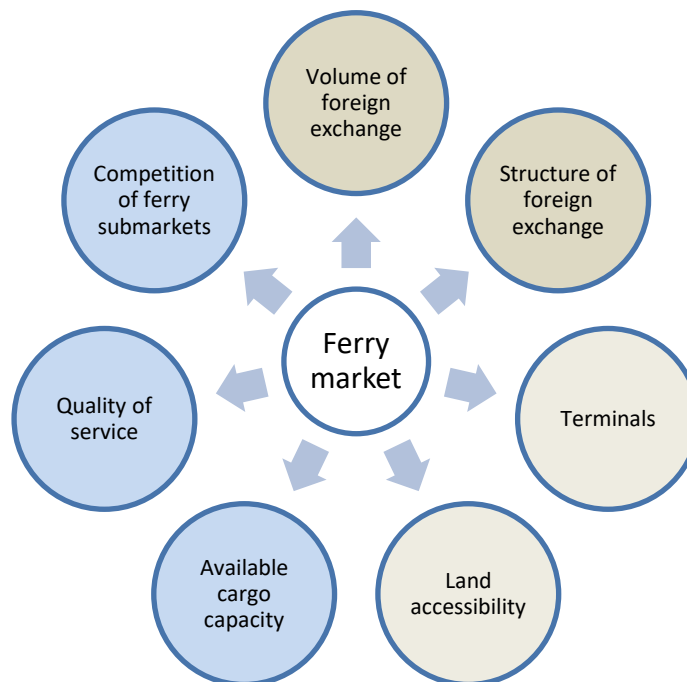 Volume of
foreign
exchange
Competition
of ferry
submarkets
Structure of
foreign
exchange
Ferry
market
Quality of
service
Terminals
Available
cargo
capacity
Land
accessibility